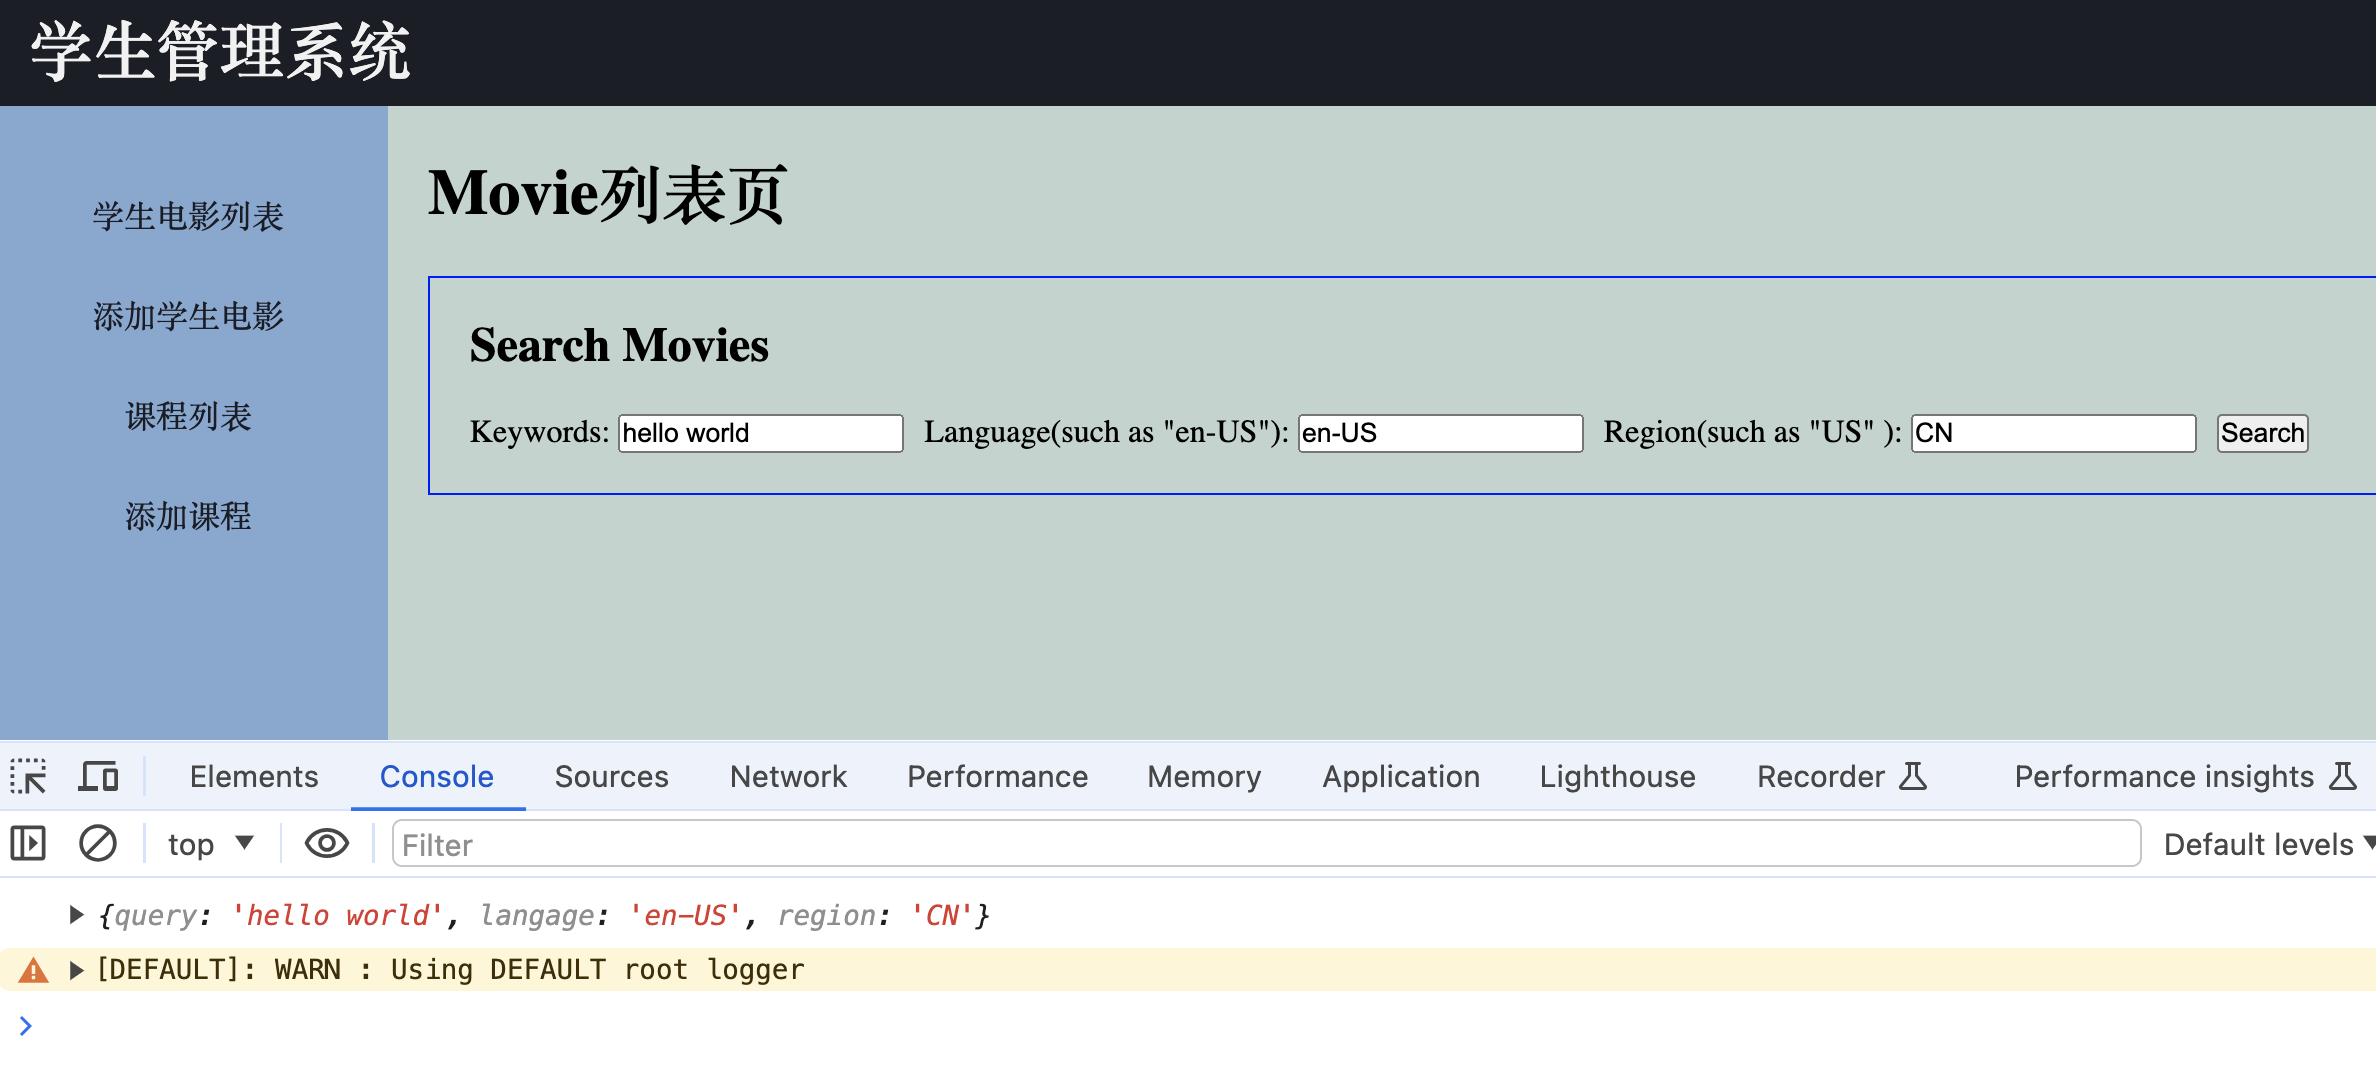 学生管理系统
学生电影列表
添加学生电影
课程列表
添加课程
Movie列表页
Search Movies
Keywords: hello world Language(such as "en-US"): en-US Region(such as "US" ): CN Search
Elements Console Sources Network Performance Memory Application Lighthouse Recorder Performance insights
top Filter Default levels
{query: 'hello world', langage: 'en-US', region: 'CN'}
[DEFAULT]: WARN : Using DEFAULT root logger